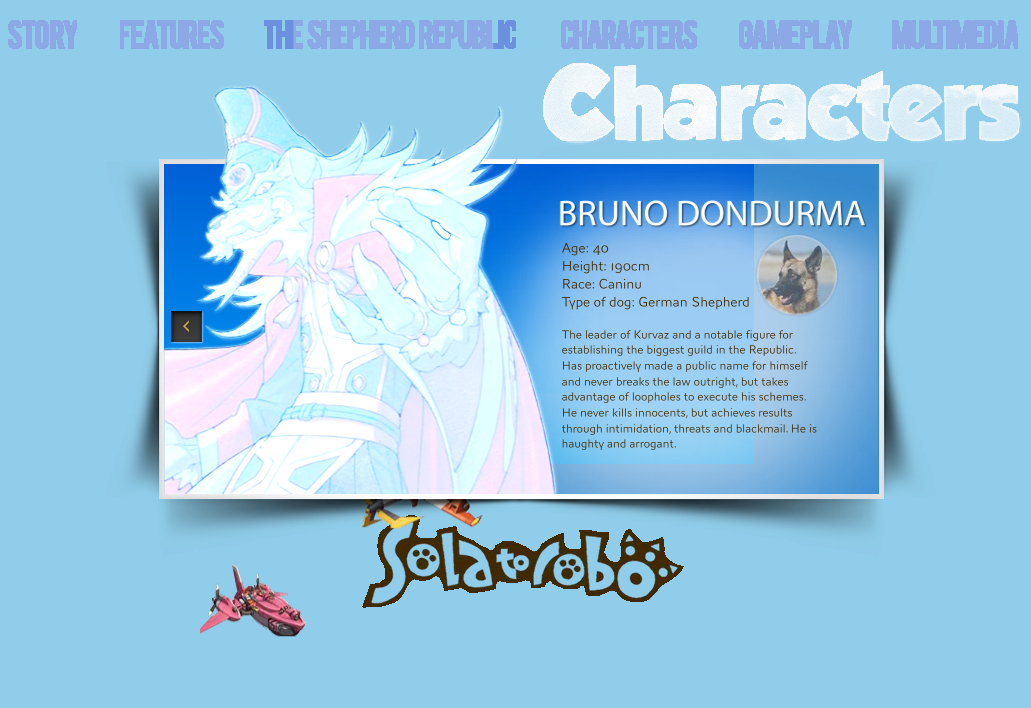 STORY FEATURES THE SHEPHERD REPUBLIC CHARACTERS GAMEPLAY MULTIMEDIA
Characters
BRUNO DONDURMA
Age: 40
Height: 190cm
Race: Caninu
Type of dog: German Shepherd
The leader of Kurvaz and a notable figure for
establishing the biggest guild in the Republic.
Has proactively made a public name for himself
and never breaks the law outright, but takes
advantage of loopholes to execute his schemes.
He never kills innocents, but achieves results
through intimidation, threats and blackmail. He is
haughty and arrogant.
Solatorobo